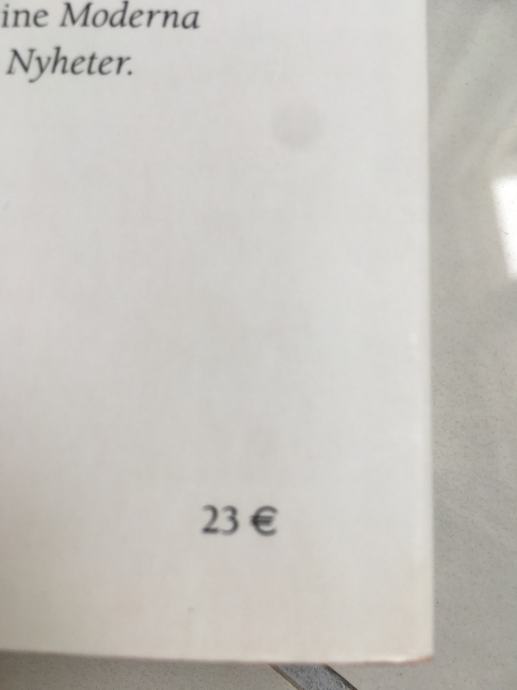 ine Moderna
Nyheter.
23 €